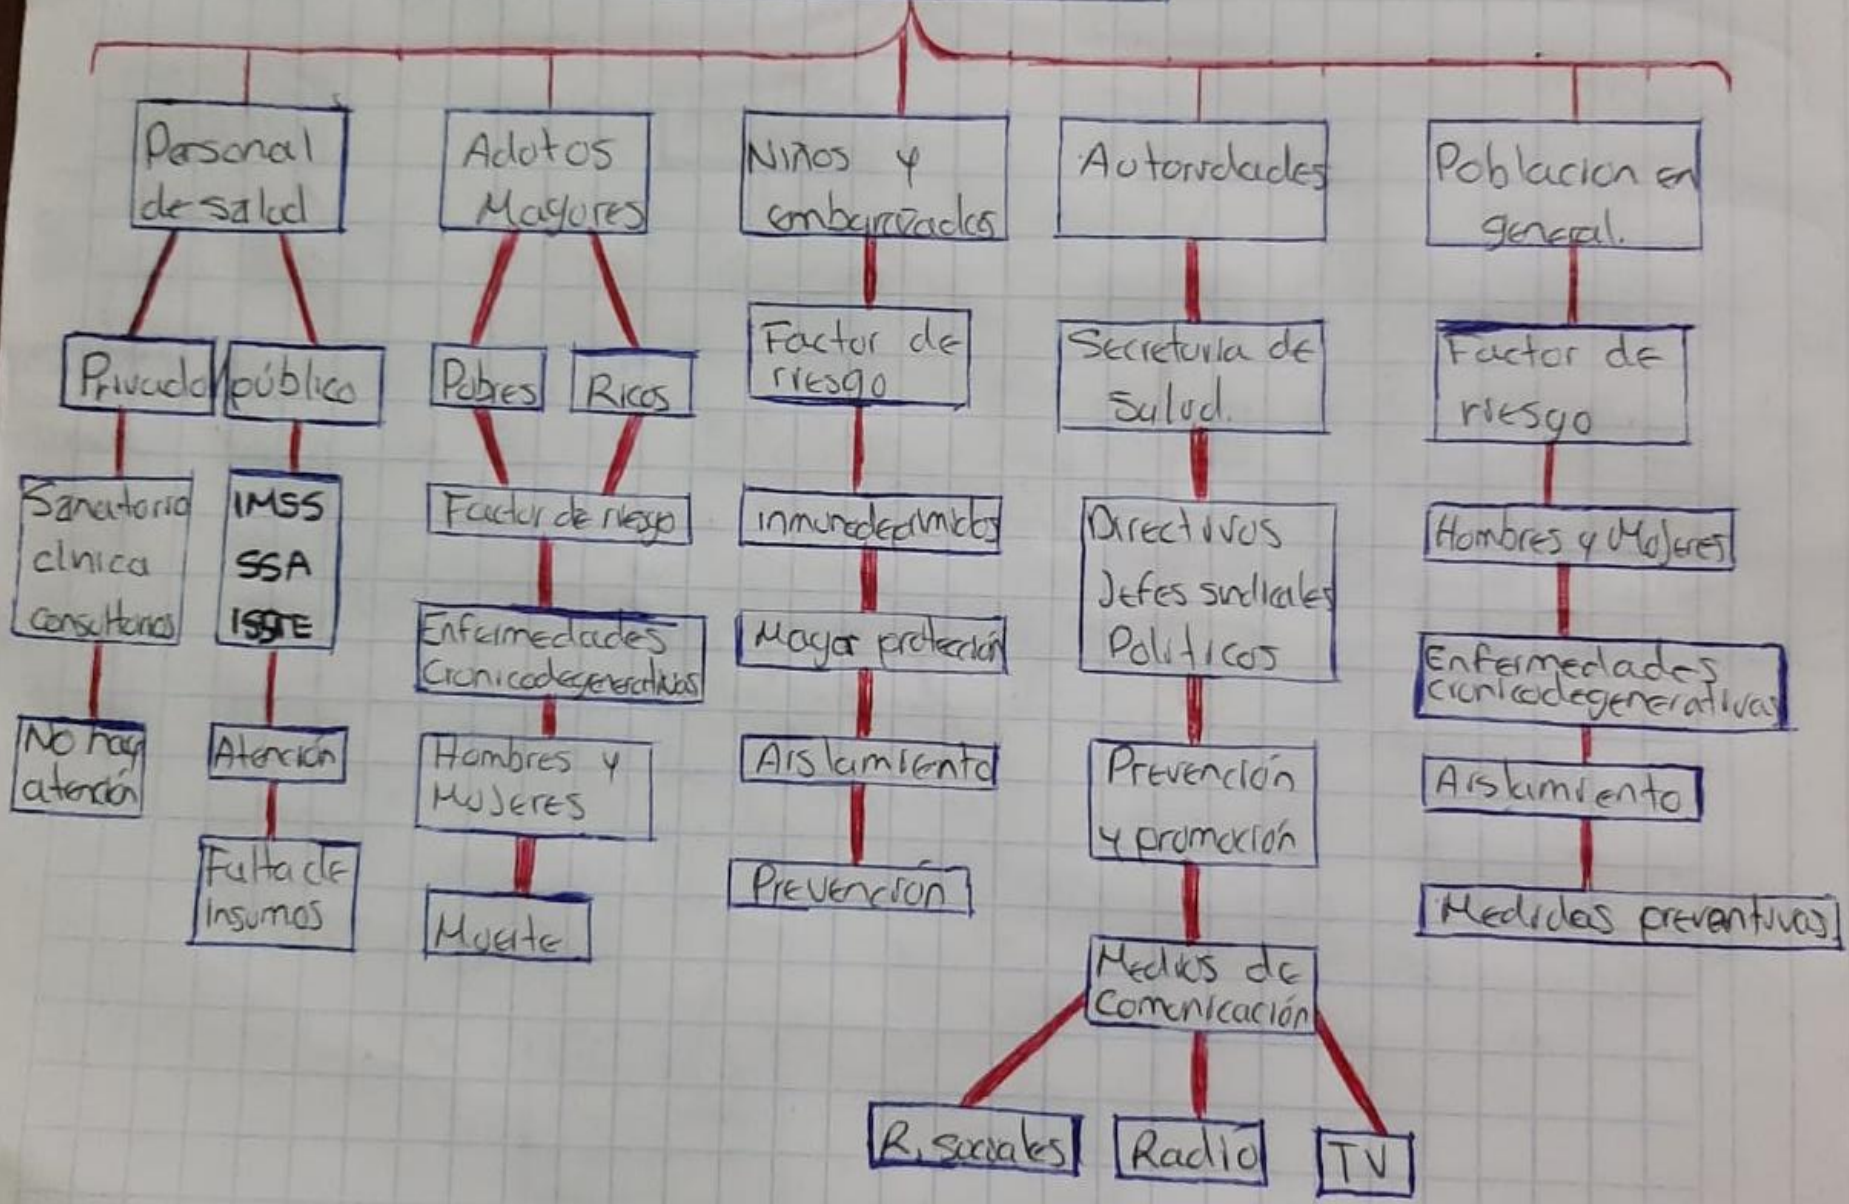 Personal
de salud
Adutos
Mayores
Niños y
embarazadas
Autoridades
Poblacion en
general.
Privado
público
Pobres
Ricos
Factor de
riesgo
Secretaria de
Salud.
Factor de
riesgo
Sanatorio
clinica
consultorios
IMSS
SSA
ISSTE
Factor de riesgo
inmunodeprimidos
Directivos
Jefes sindicales
Politicos
Hombres y Mujeres
Enfermedades
Cronicodegenerativas
Mayor protección
Enfermedades
cronicodegenerativas
No hay
atención
Atención
Hombres y
Mujeres
Aislamiento
Prevención
y promoción
Aislamiento
Falta de
insumos
Muerte
Prevención
Medidas preventivas
Medios de
Comunicación
R. sociales
Radio
TV